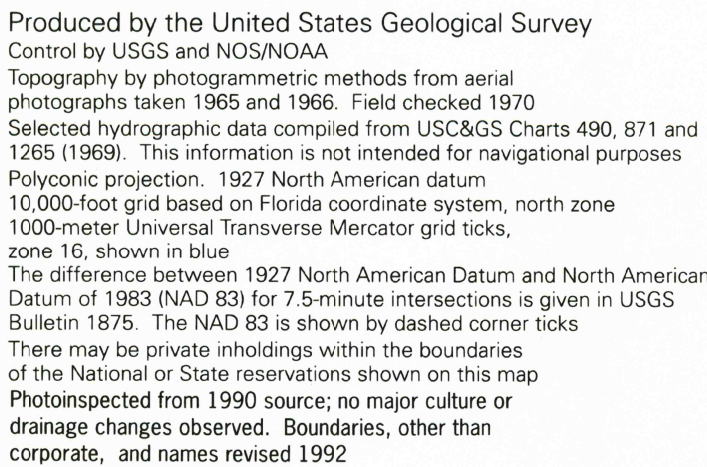 Produced by the United States Geological Survey
Control by USGS and NOS/NOAA
Topography by photogrammetric methods from aerial
photographs taken 1965 and 1966. Field checked 1970
Selected hydrographic data compiled from USC&GS Charts 490, 871 and
1265 (1969). This information is not intended for navigational purposes
Polyconic projection. 1927 North American datum
10,000-foot grid based on Florida coordinate system, north zone
1000-meter Universal Transverse Mercator grid ticks,
zone 16, shown in blue
The difference between 1927 North American Datum and North American
Datum of 1983 (NAD 83) for 7.5-minute intersections is given in USGS
Bulletin 1875. The NAD 83 is shown by dashed corner ticks
There may be private inholdings within the boundaries
of the National or State reservations shown on this map
Photoinspected from 1990 source; no major culture or
drainage changes observed. Boundaries, other than
corporate, and names revised 1992